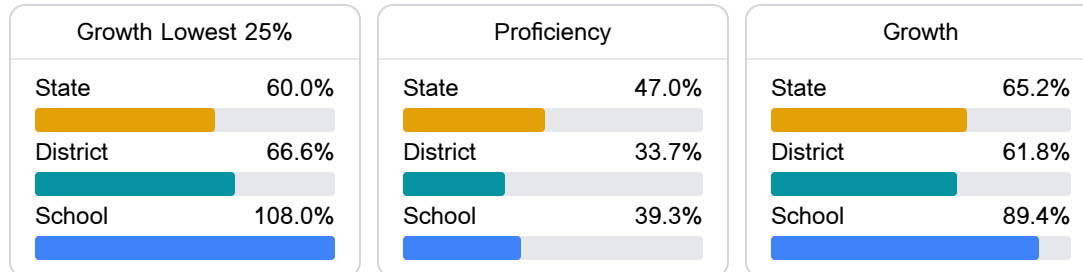 Growth Lowest 25%
State 60.0%
District 66.6%
School 108.0%
Proficiency
State 47.0%
District 33.7%
School 39.3%
Growth
State 65.2%
District 61.8%
School 89.4%